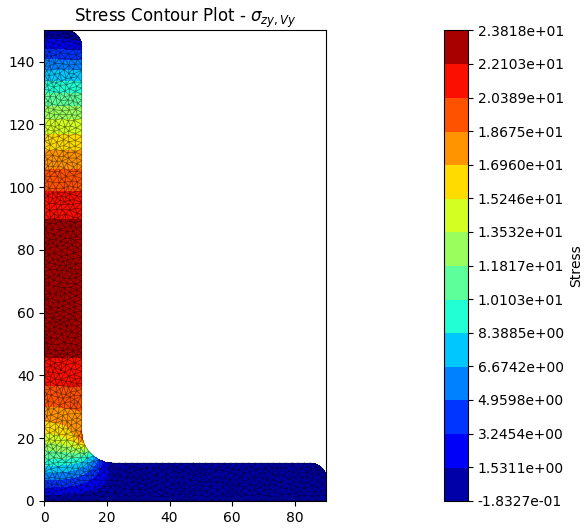 Stress Contour Plot - σzy,Vy
140
120
100
80
60
40
20
0
0 20 40 60 80
2.3818e+01
2.2103e+01
2.0389e+01
1.8675e+01
1.6960e+01
1.5246e+01
1.3532e+01
1.1817e+01
1.0103e+01
8.3885e+00
6.6742e+00
4.9598e+00
3.2454e+00
1.5311e+00
-1.8327e-01
Stress